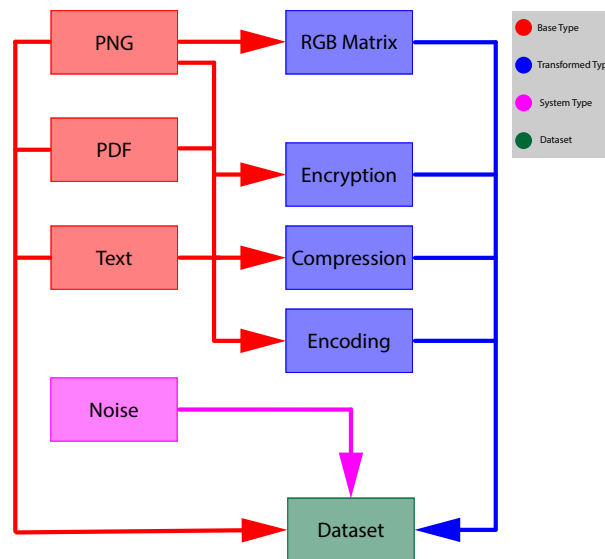 PNG
RGB Matrix
PDF
Encryption
Text
Compression
Encoding
Noise
Dataset
Base Type
Transformed Typ
System Type
Dataset